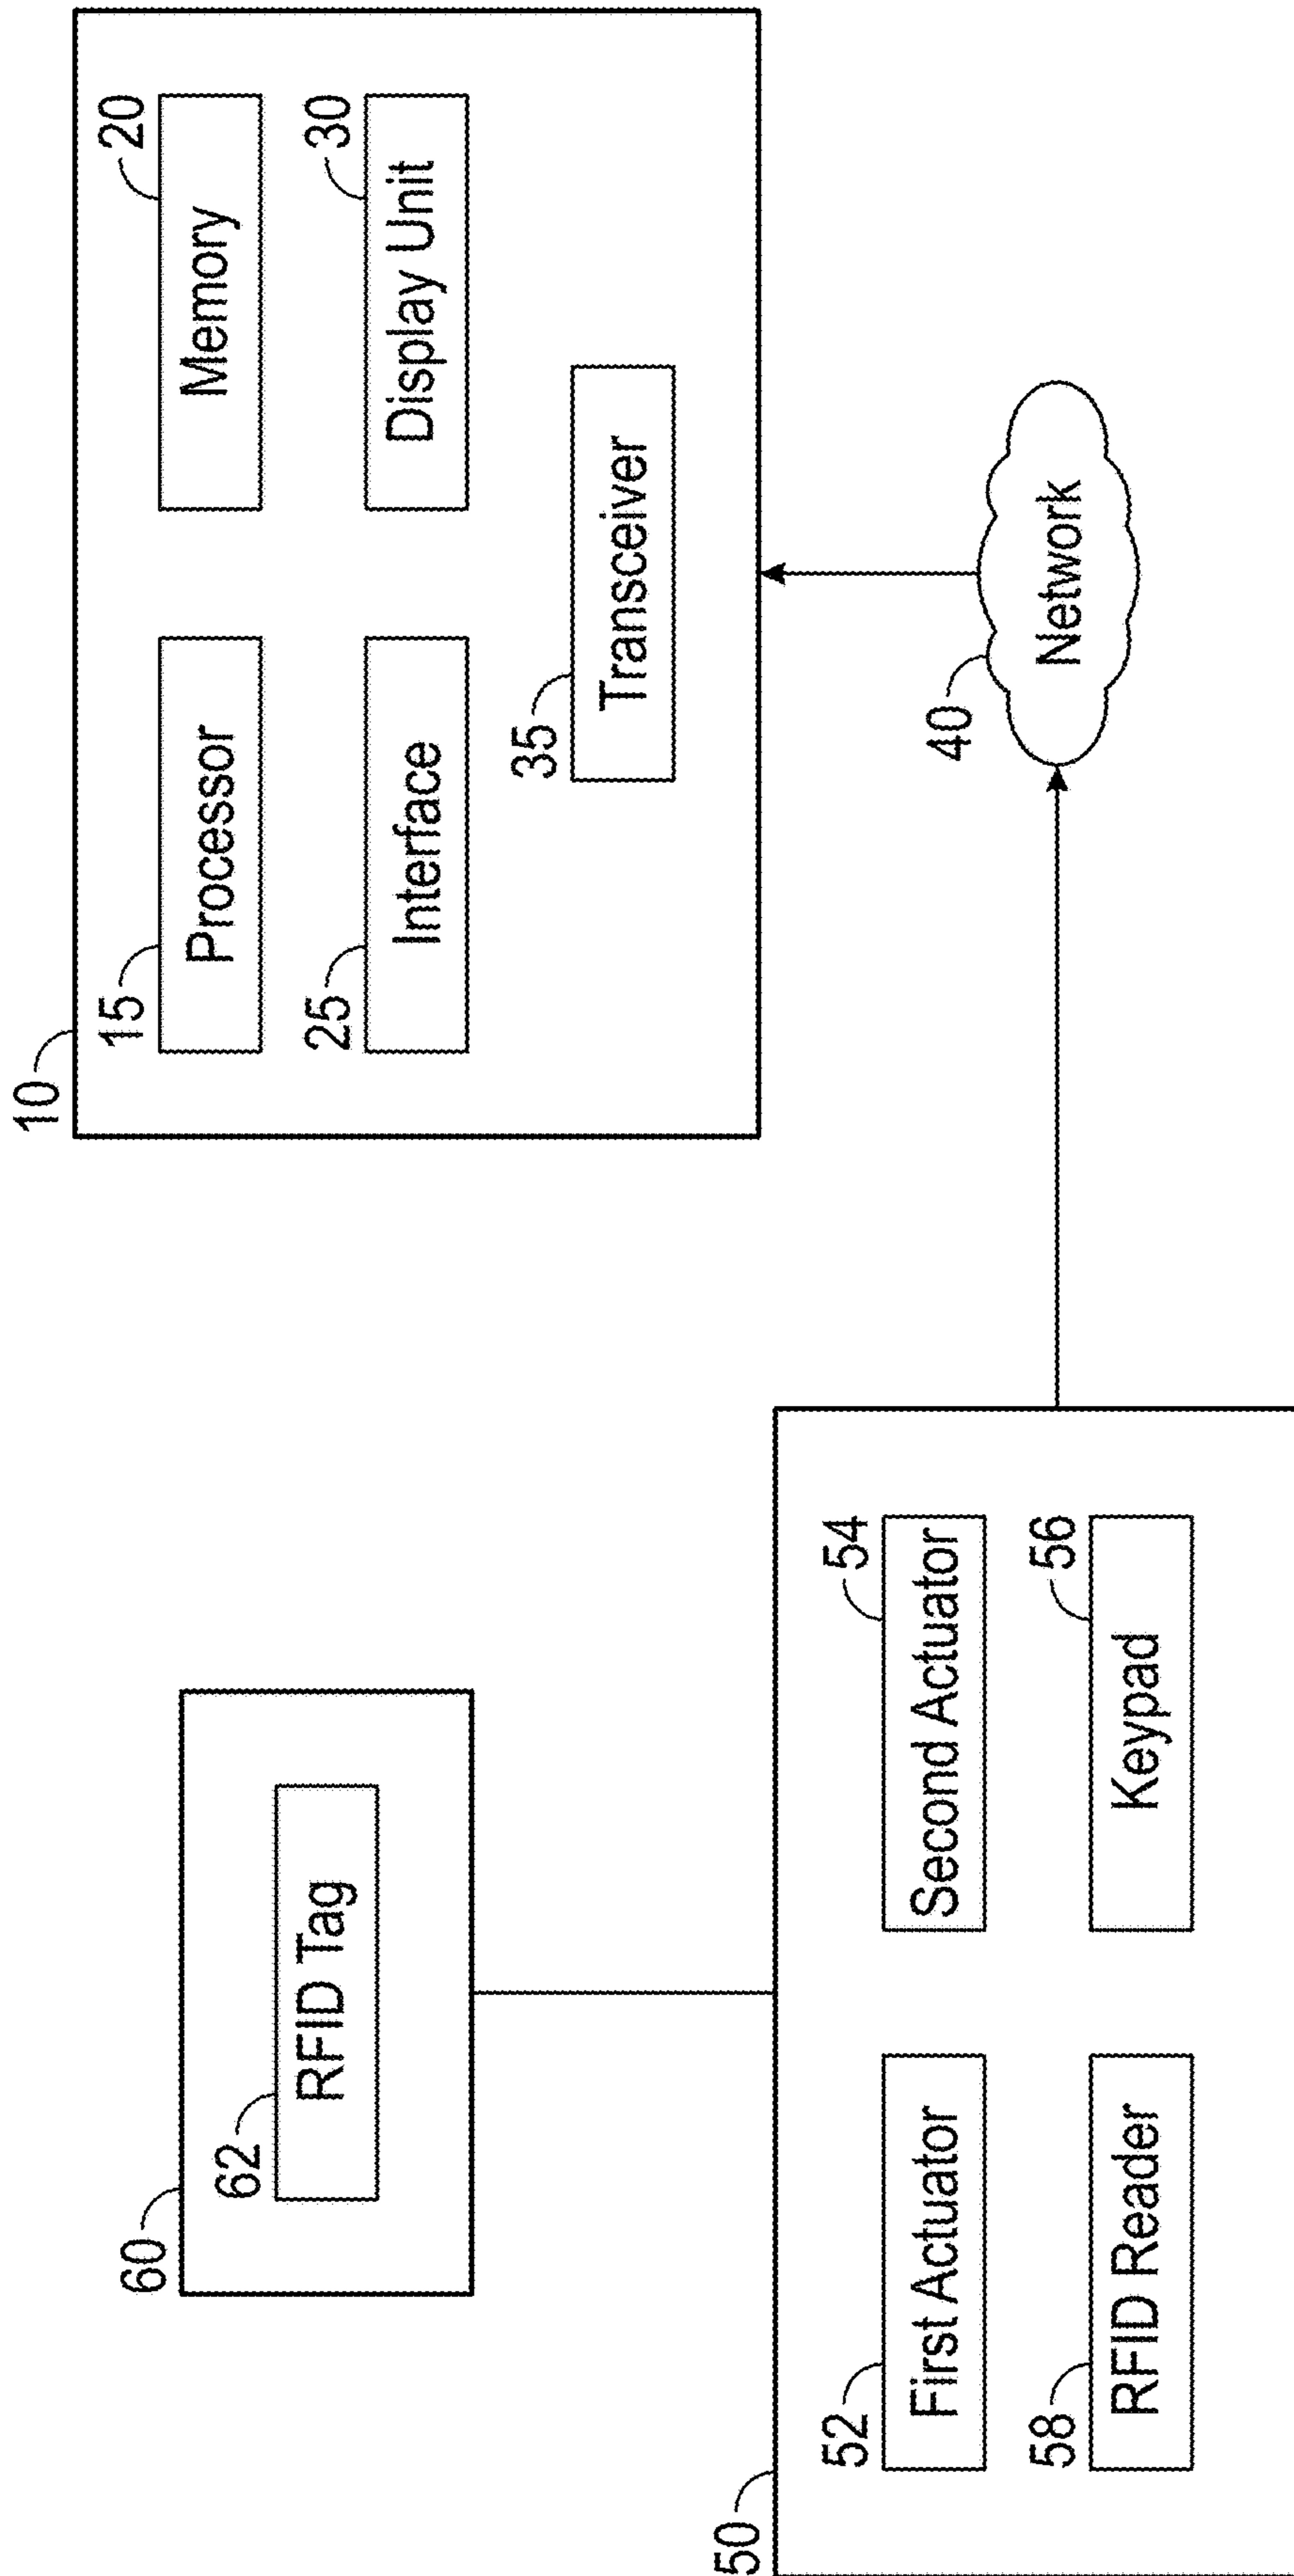 10
15
Processor
20
Memory
25
Interface
30
Display Unit
35
Transceiver
60
62
RFID Tag
40
Network
50
52
First Actuator
54
Second Actuator
58
RFID Reader
56
Keypad